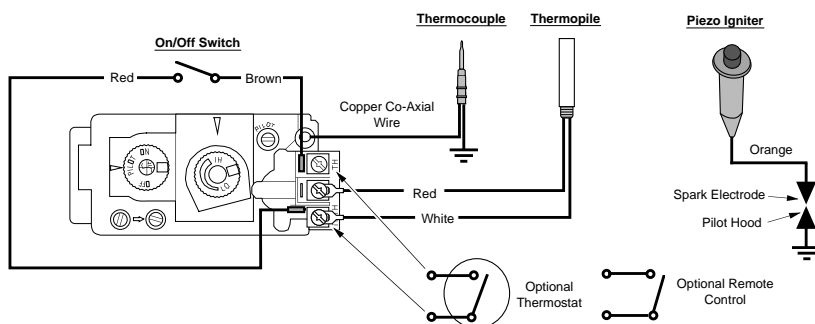 Thermocouple
Thermopile
Piezo Igniter
On/Off Switch
Red
Brown
Copper Co-Axial
Wire
PILOT
PILOT
ON
OFF
HI
LO
TH
Orange
Red
White
Spark Electrode
Pilot Hood
Optional
Thermostat
Optional Remote
Control